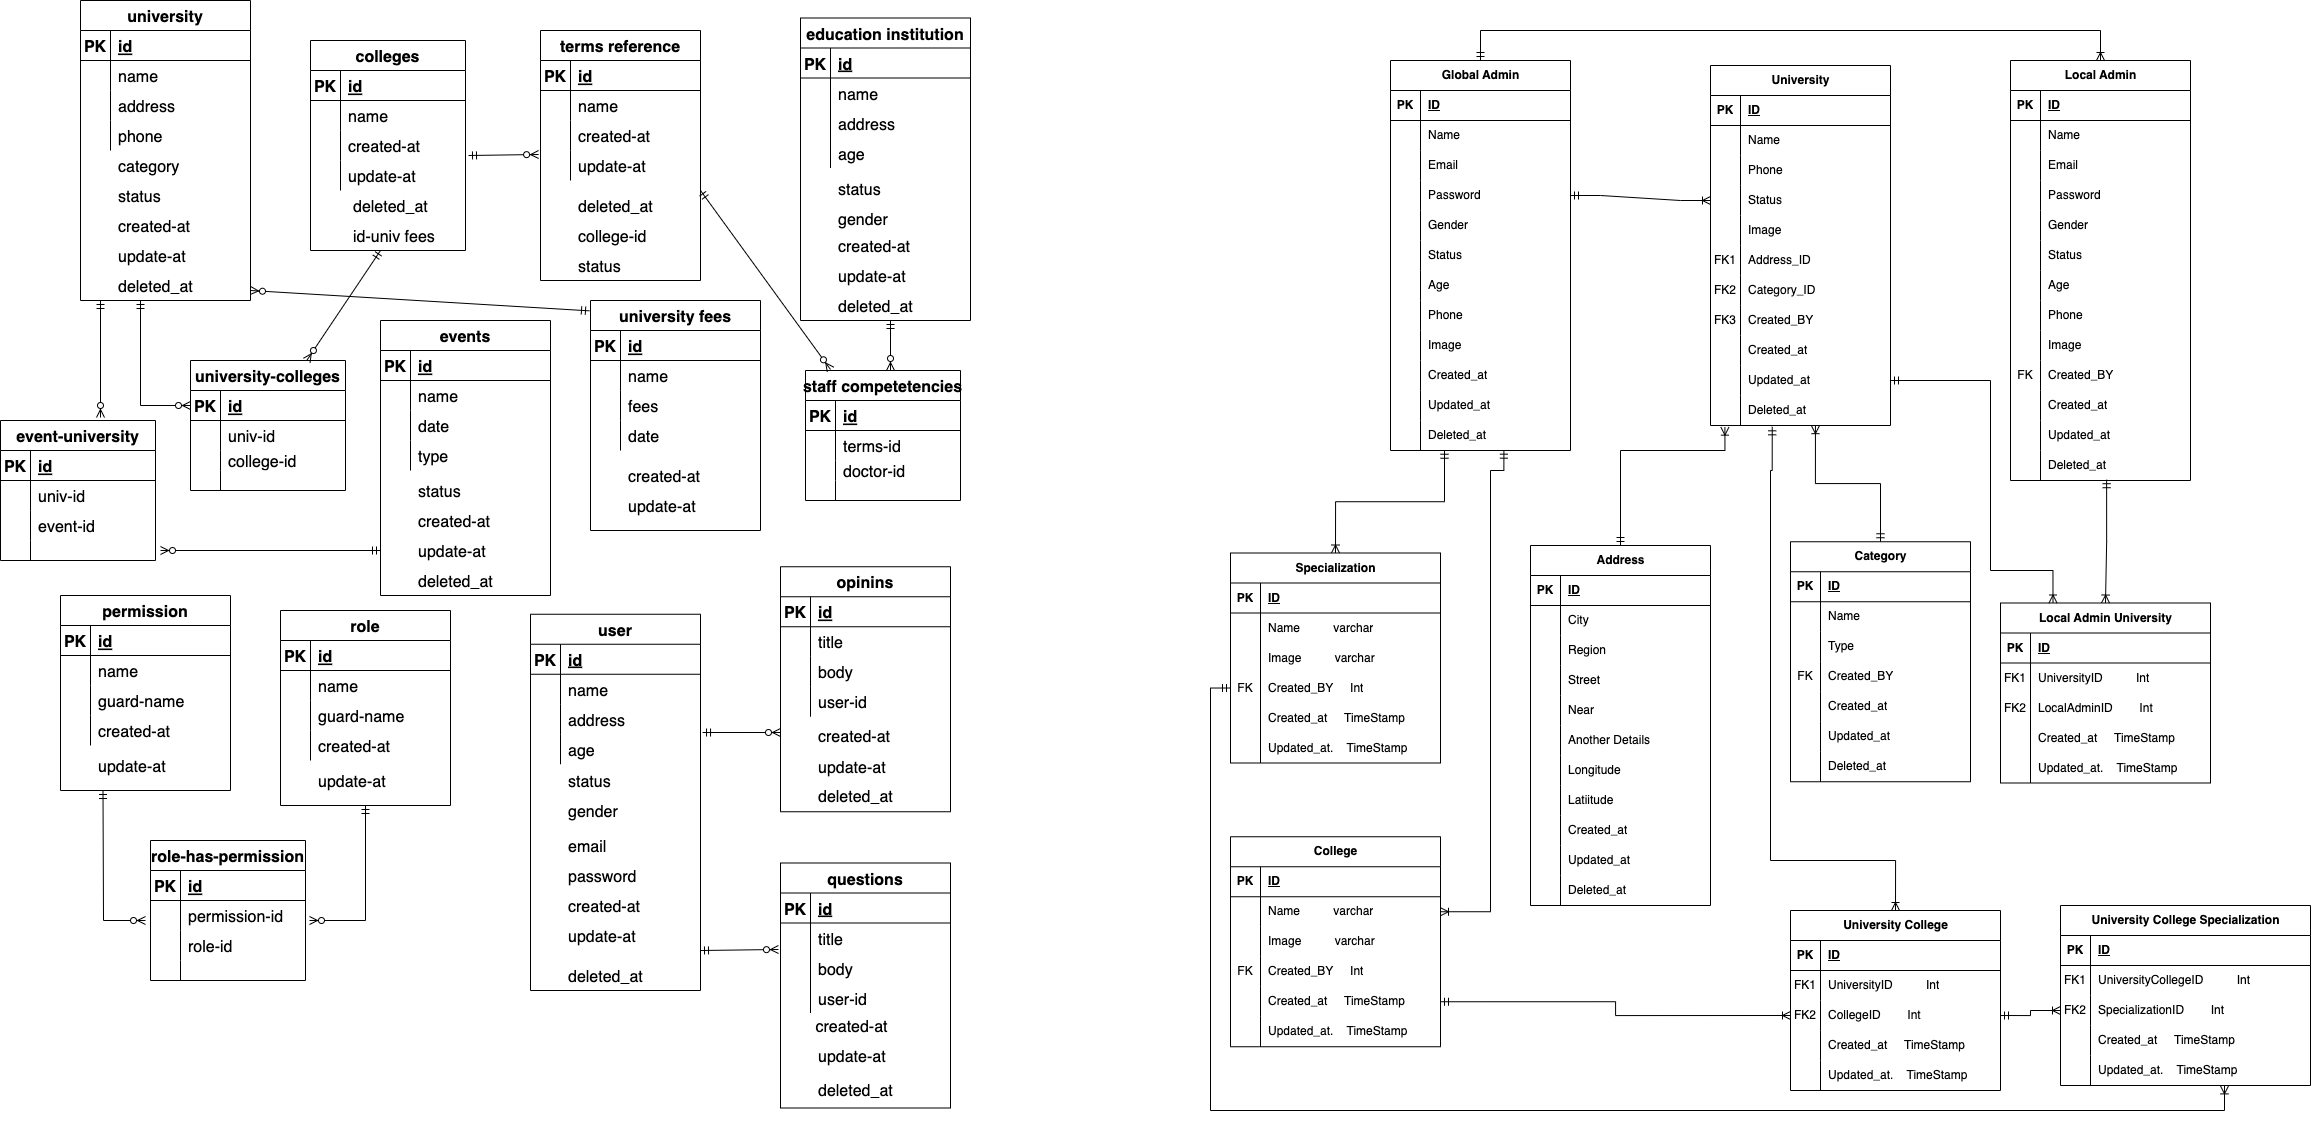 university
PK id
name
address
phone
category
status
created-at
update-at
deleted_at
colleges
PK id
name
created-at
update-at
deleted_at
id-univ fees
terms reference
PK id
name
created-at
update-at
deleted_at
college-id
status
education institution
PK id
name
address
age
status
gender
created-at
update-at
deleted_at
university fees
PK id
name
fees
date
created-at
update-at
events
PK id
name
date
type
status
created-at
update-at
deleted_at
university-colleges
PK id
univ-id
college-id
staff competetencies
PK id
terms-id
doctor-id
event-university
PK id
univ-id
event-id
permission
PK id
name
guard-name
created-at
update-at
role
PK id
name
guard-name
created-at
update-at
role-has-permission
PK id
permission-id
role-id
user
PK id
name
address
age
status
gender
email
password
created-at
update-at
deleted_at
opinins
PK id
title
body
user-id
created-at
update-at
deleted_at
questions
PK id
title
body
user-id
created-at
update-at
deleted_at
Global Admin
PK ID
Name
Email
Password
Gender
Status
Age
Phone
Image
Created_at
Updated_at
Deleted_at
University
PK ID
Name
Phone
Status
Image
FK1 Address_ID
FK2 Category_ID
FK3 Created_BY
Created_at
Updated_at
Deleted_at
Local Admin
PK ID
Name
Email
Password
Gender
Status
Age
Phone
Image
FK Created_BY
Created_at
Updated_at
Deleted_at
Specialization
PK ID
Name varchar
Image varchar
FK Created_BY Int
Created_at TimeStamp
Updated_at. TimeStamp
Address
PK ID
City
Region
Street
Near
Another Details
Longitude
Latiitude
Created_at
Updated_at
Deleted_at
Category
PK ID
Name
Type
FK Created_BY
Created_at
Updated_at
Deleted_at
Local Admin University
PK ID
FK1 UniversityID Int
FK2 LocalAdminID Int
Created_at TimeStamp
Updated_at. TimeStamp
College
PK ID
Name varchar
Image varchar
FK Created_BY Int
Created_at TimeStamp
Updated_at. TimeStamp
University College
PK ID
FK1 UniversityID Int
FK2 CollegeID Int
Created_at TimeStamp
Updated_at. TimeStamp
University College Specialization
PK ID
FK1 UniversityCollegeID Int
FK2 SpecializationID Int
Created_at TimeStamp
Updated_at. TimeStamp